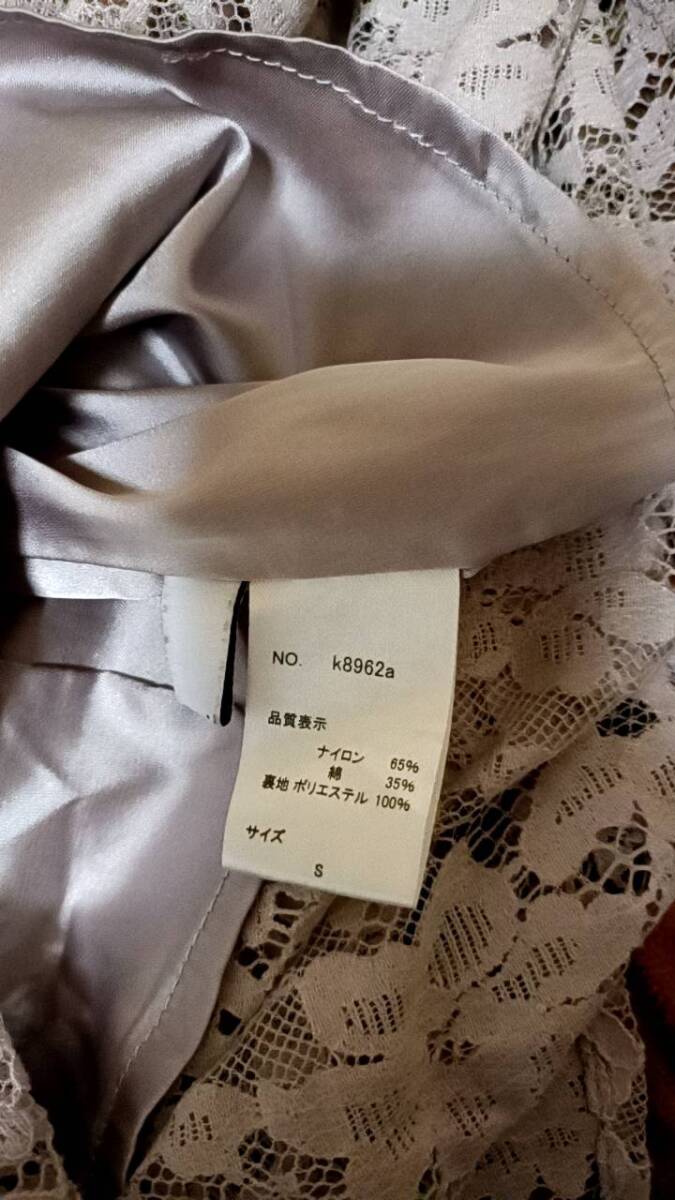 NO. k8962a
品質表示
ナイロン 65%
綿 35%
裏地 ポリエステル 100%
サイズ
S